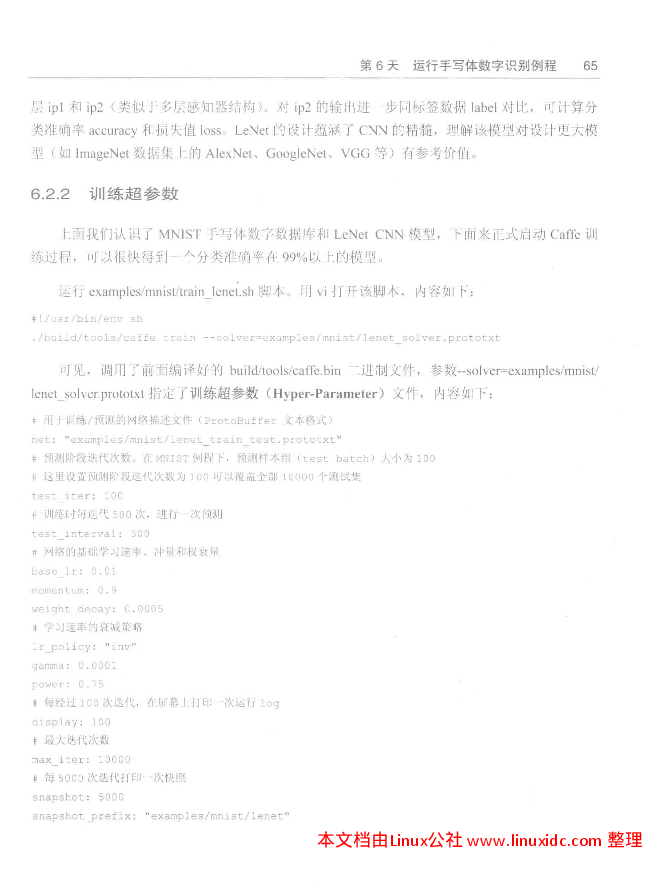 第 6 天 运行手写体数字识别例程 65
层 ip1 和 ip2（类似于多层感知器结构）。对 ip2 的输出进一步同标签数据 label 对比，可计算分
类准确率 accuracy 和损失值 loss。LeNet 的设计蕴涵了 CNN 的精髓，理解该模型对设计更大模
型（如 ImageNet 数据集上的 AlexNet、GoogleNet、VGG 等）有参考价值。
6.2.2 训练超参数
上面我们认识了 MNIST 手写体数字数据库和 LeNet CNN 模型，下面来正式启动 Caffe 训
练过程，可以很快得到一个分类准确率在 99%以上的模型。
运行 examples/mnist/train_lenet.sh 脚本。用 vi 打开该脚本，内容如下：
#!/usr/bin/env sh
./build/tools/caffe train --solver=examples/mnist/lenet_solver.prototxt
可见，调用了前面编译好的 build/tools/caffe.bin 二进制文件，参数--solver=examples/mnist/
lenet_solver.prototxt 指定了训练超参数（Hyper-Parameter）文件，内容如下：
# 用于训练/预测的网络描述文件（ProtoBuffer 文本格式）
net: "examples/mnist/lenet_train_test.prototxt"
# 预测阶段迭代次数。在 MNIST 例程下，预测样本组（test batch）大小为 100
# 这里设置预测阶段迭代次数为 100 可以覆盖全部 10000 个测试集
test_iter: 100
# 训练时每迭代 500 次，进行一次预测
test_interval: 500
# 网络的基础学习速率、冲量和权衰量
base_lr: 0.01
momentum: 0.9
weight_decay: 0.0005
# 学习速率的衰减策略
lr_policy: "inv"
gamma: 0.0001
power: 0.75
# 每经过 100 次迭代，在屏幕上打印一次运行 log
display: 100
# 最大迭代次数
max_iter: 10000
# 每 5000 次迭代打印一次快照
snapshot: 5000
snapshot_prefix: "examples/mnist/lenet"
本文档由Linux公社 www.linuxidc.com 整理